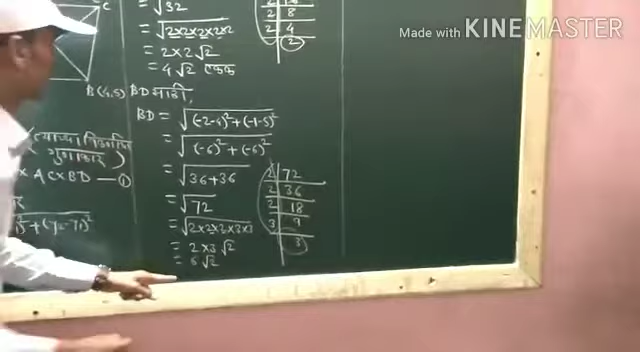 Made with KINEMASTER
C
= √32
= √2×2×2×2×2
= 2×2√2
= 4√2 एकक
2 | 8
2 | 4
2
B(4,5)
BD साठी,
BD = √(-2-4)²+(-1-5)²
= √(-6)²+(-6)²
= √36+36
= √72
= √2×2×2×3×3
= 2×3√2
= 6√2
2 | 72
2 | 36
2 | 18
3 | 9
3
गुणाकार)
× AC×BD — ①